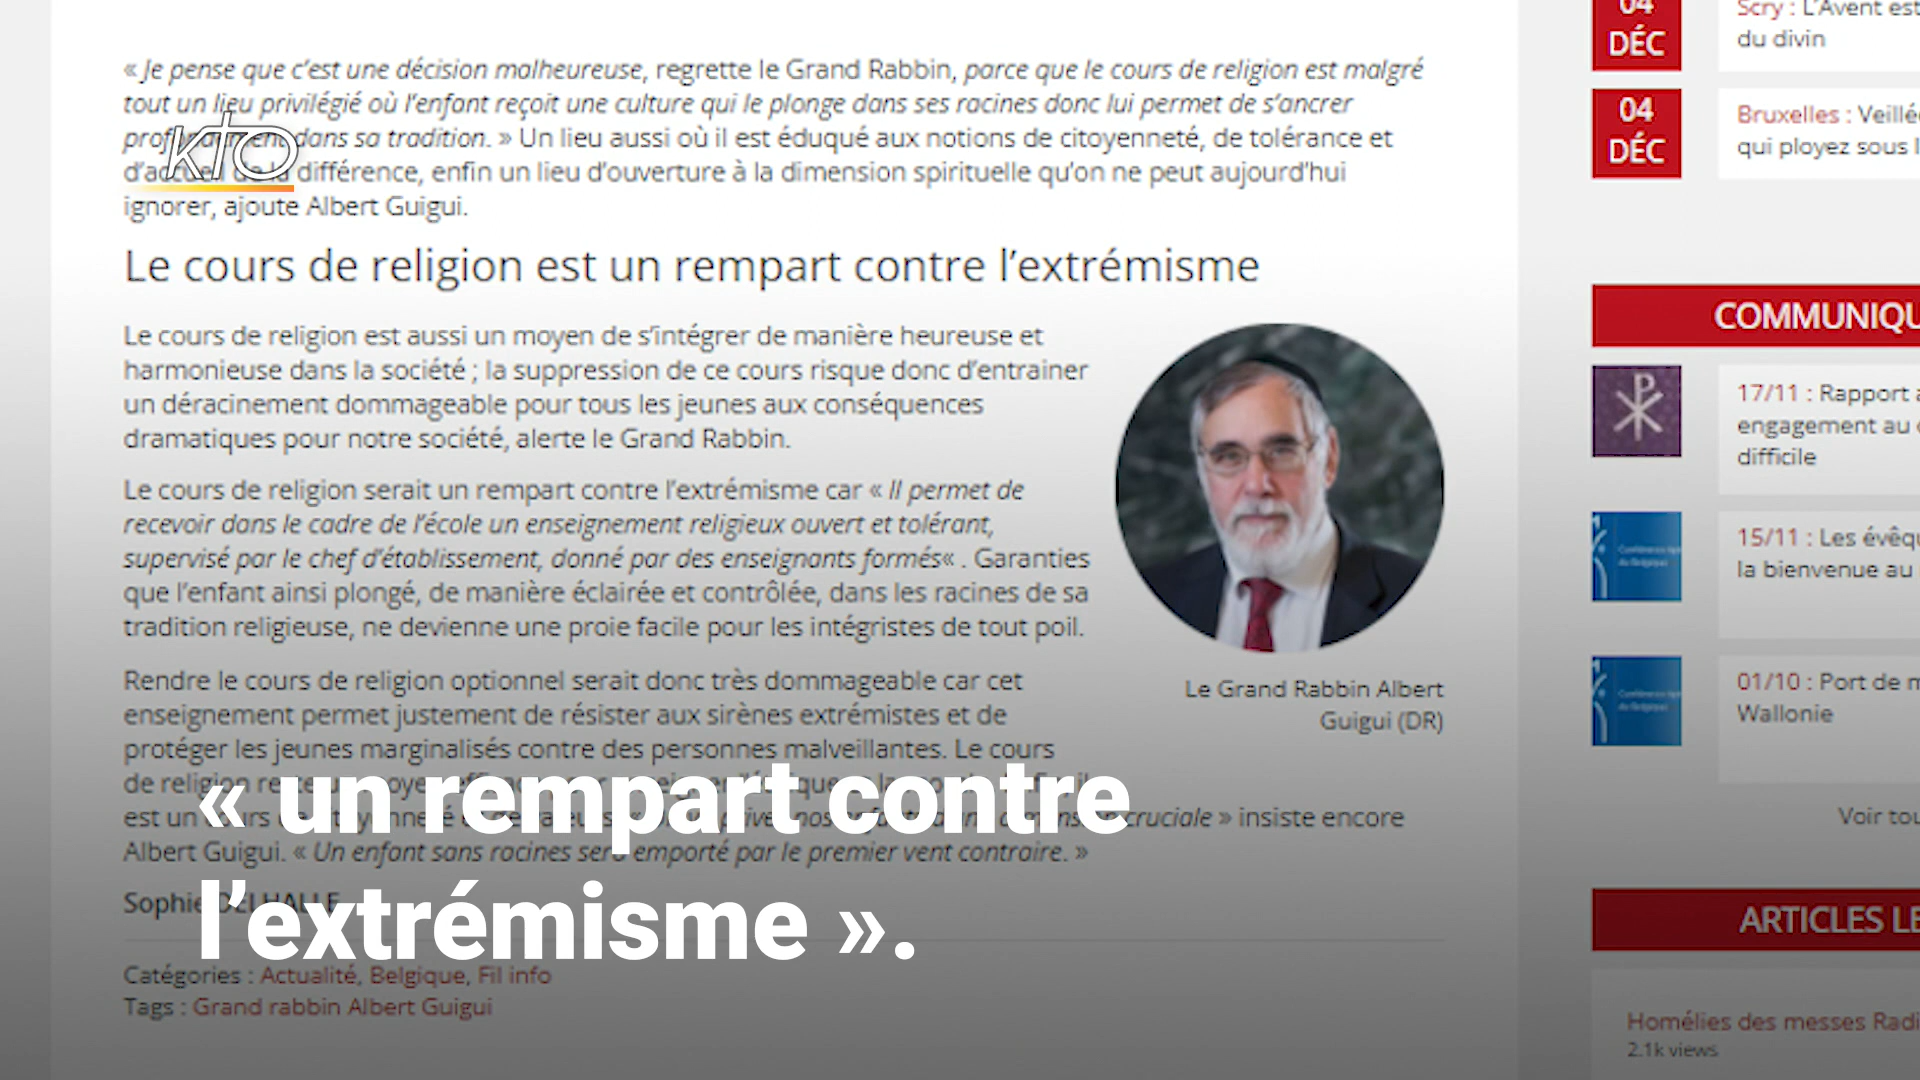 « Je pense que c'est une décision malheureuse, regrette le Grand Rabbin, parce que le cours de religion est malgré
tout un lieu privilégié où l'enfant reçoit une culture qui le plonge dans ses racines donc lui permet de s'ancrer
dans sa tradition. » Un lieu aussi où il est éduqué aux notions de citoyenneté, de tolérance et
différence, enfin un lieu d'ouverture à la dimension spirituelle qu'on ne peut aujourd'hui
ignorer, ajoute Albert Guigui.
KTO
Le cours de religion est un rempart contre l'extrémisme
Le cours de religion est aussi un moyen de s'intégrer de manière heureuse et
harmonieuse dans la société ; la suppression de ce cours risque donc d'entrainer
un déracinement dommageable pour tous les jeunes aux conséquences
dramatiques pour notre société, alerte le Grand Rabbin.
Le cours de religion serait un rempart contre l'extrémisme car « Il permet de
recevoir dans le cadre de l'école un enseignement religieux ouvert et tolérant,
supervisé par le chef d'établissement, donné par des enseignants formés« . Garanties
que l'enfant ainsi plongé, de manière éclairée et contrôlée, dans les racines de sa
tradition religieuse, ne devienne une proie facile pour les intégristes de tout poil.
Le Grand Rabbin Albert
Guigui (DR)
Rendre le cours de religion optionnel serait donc très dommageable car cet
enseignement permet justement de résister aux sirènes extrémistes et de
protéger les jeunes marginalisés contre des personnes malveillantes. Le cours
de religion
est un cruciale » insiste encore
Albert Guigui. « Un enfant sans racines sera emporté par le premier vent contraire. »
Sophie DELHALLE
« un rempart contre
l'extrémisme ».
Catégories : Actualité, Belgique, Fil info
Tags : Grand rabbin Albert Guigui
04
DÉC
Scry : L'Avent est
du divin
04
DÉC
Bruxelles : Veillé
qui ployez sous l
COMMUNIQU
17/11 : Rapport a
engagement au
difficile
15/11 : Les évêqu
la bienvenue au
01/10 : Port de m
Wallonie
Voir tou
ARTICLES LE
Homélies des messes Radi
2.1k views